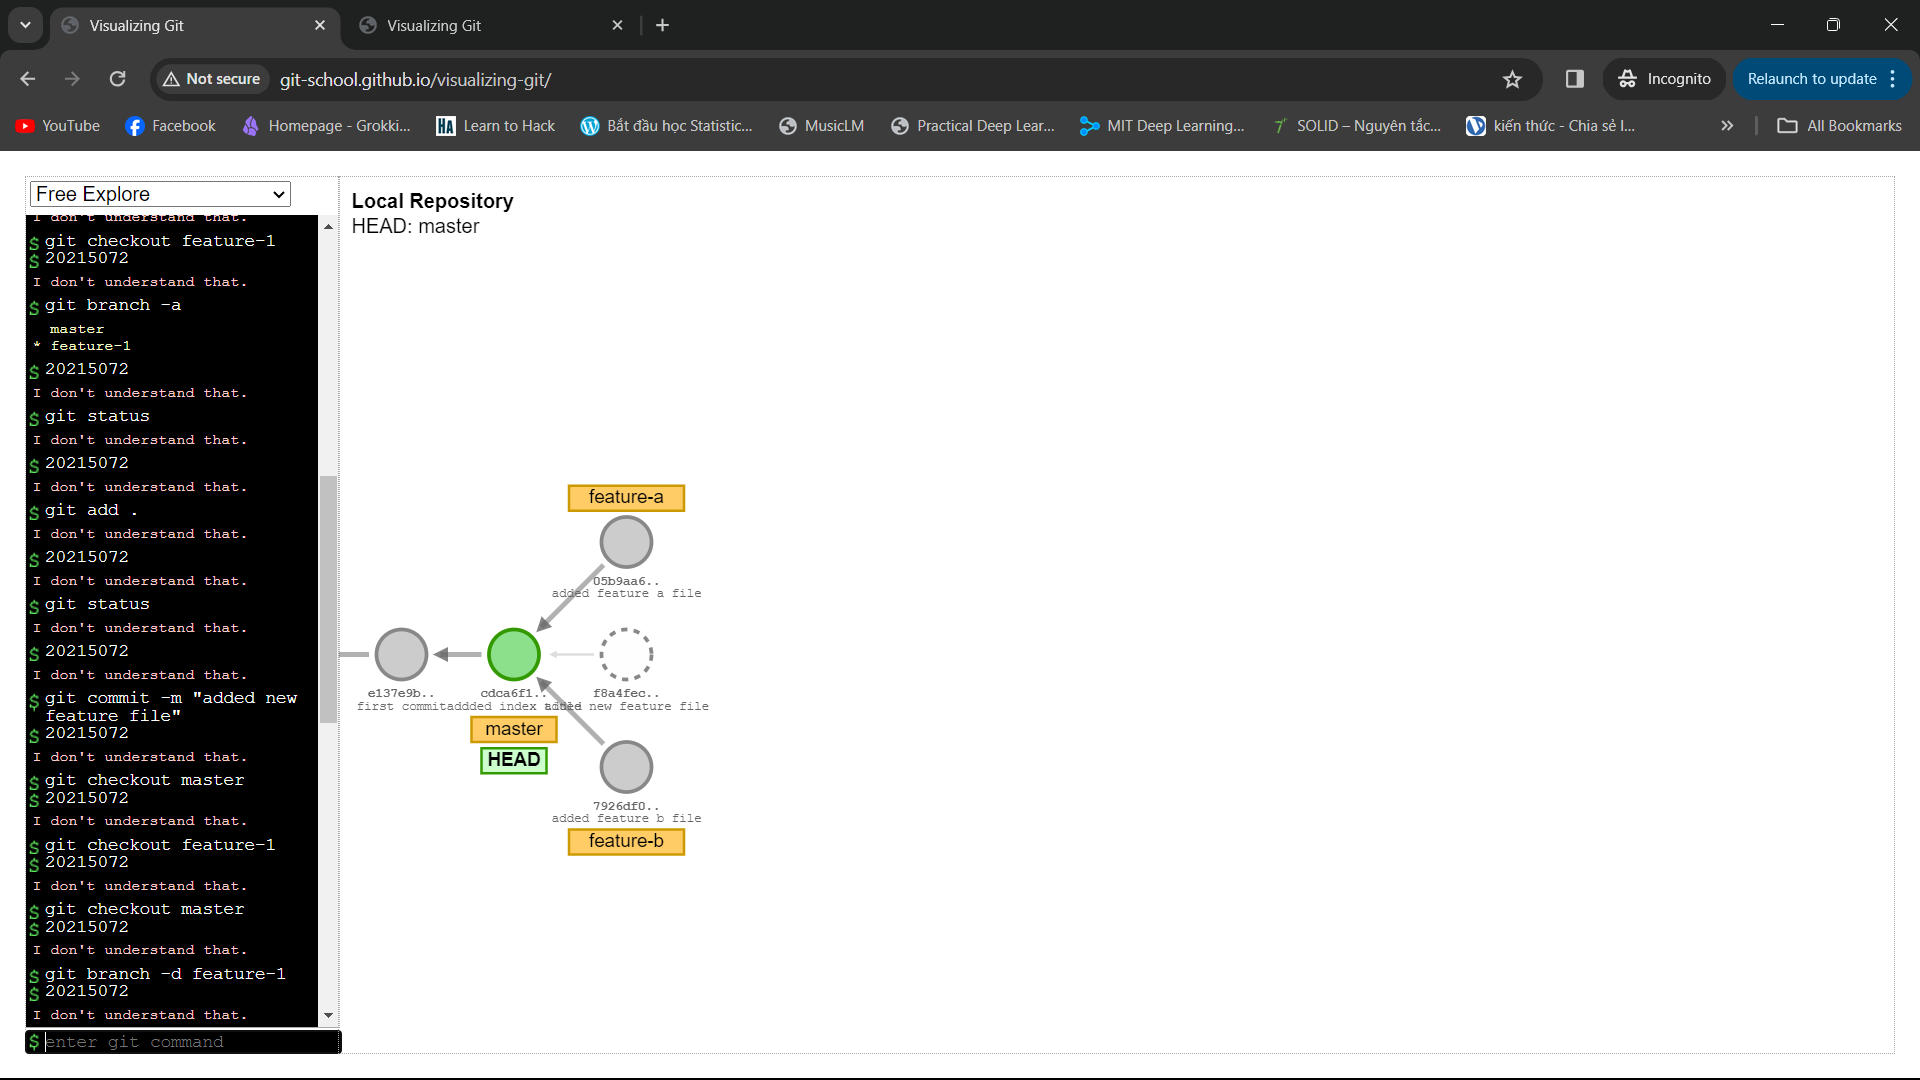 Visualizing Git
Visualizing Git
Not secure
git-school.github.io/visualizing-git/
Incognito
Relaunch to update
YouTube
Facebook
Homepage - Grokki...
HA Learn to Hack
Bắt đầu học Statistic...
MusicLM
Practical Deep Lear...
MIT Deep Learning...
SOLID – Nguyên tắc...
kiến thức - Chia sẻ I...
All Bookmarks
Free Explore
I don't understand that.
$ git checkout feature-1
$ 20215072
I don't understand that.
$ git branch -a
master
* feature-1
$ 20215072
I don't understand that.
$ git status
I don't understand that.
$ 20215072
I don't understand that.
$ git add .
I don't understand that.
$ 20215072
I don't understand that.
$ git status
I don't understand that.
$ 20215072
I don't understand that.
$ git commit -m "added new
feature file"
$ 20215072
I don't understand that.
$ git checkout master
$ 20215072
I don't understand that.
$ git checkout feature-1
$ 20215072
I don't understand that.
$ git checkout master
$ 20215072
I don't understand that.
$ git branch -d feature-1
$ 20215072
I don't understand that.
$ enter git command
Local Repository
HEAD: master
feature-a
05b9aa6..
added feature a file
e137e9b..
first commit
cdca6f1..
addded index
master
HEAD
f8a4fec..
new feature file
7926df0..
added feature b file
feature-b